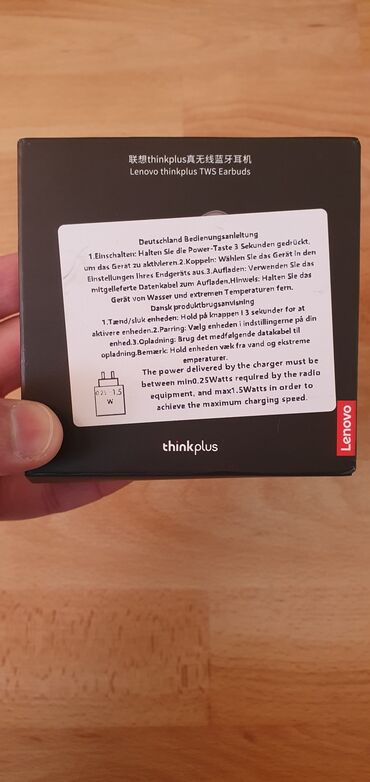 联想thinkplus真无线蓝牙耳机
Lenovo thinkplus TWS Earbuds
Deutschland Bedienungsanleitung
1.Einschalten: Halten Sie die Power-Taste 3 Sekunden gedrückt,
um das Gerät zu aktivieren.2.Koppeln: Wählen Sie das Gerät in den
Einstellungen Ihres Endgeräts aus.3.Aufladen: Verwenden Sie das
mitgelieferte Datenkabel zum Aufladen.Hinweis: Halten Sie das
Gerät von Wasser und extremen Temperaturen fern.
Dansk produktbrugsanvisning
1.Tænd/sluk enheden: Hold på knappen i 3 sekunder for at
aktivere enheden.2.Parring: Vælg enheden i indstillingerne på din
enhed.3.Opladning: Brug det medfølgende datakabel til
opladning.Bemærk: Hold enheden væk fra vand og ekstreme
emperaturer.
The power delivered by the charger must be
between min0.25Watts required by the radio
equipment, and max1.5Watts in order to
achieve the maximum charging speed.
0.25 1.5
W
thinkplus
Lenovo